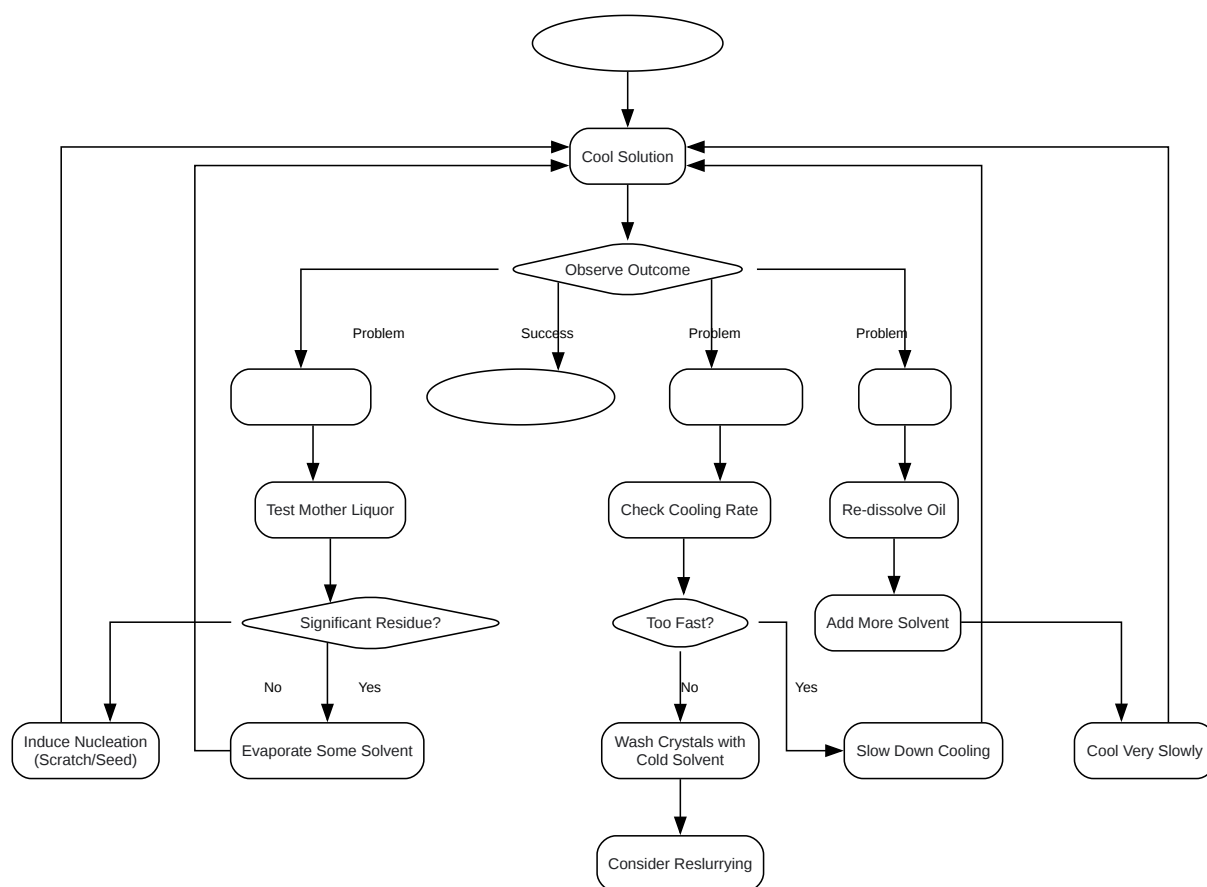 Cool Solution
Observe Outcome
Problem
Success
Problem
Problem
Test Mother Liquor
Check Cooling Rate
Re-dissolve Oil
Significant Residue?
Too Fast?
Add More Solvent
No
Yes
No
Yes
Induce Nucleation
(Scratch/Seed)
Evaporate Some Solvent
Wash Crystals with
Cold Solvent
Slow Down Cooling
Cool Very Slowly
Consider Reslurrying